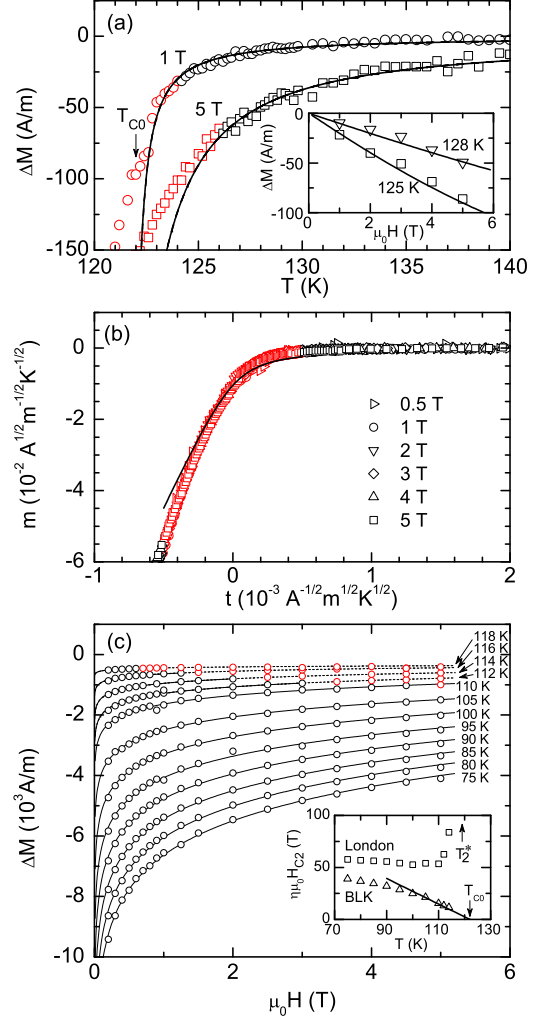 (a)
1 T
T_C0
5 T
0
-50
-100
-150
ΔM (A/m)
120
125
130
135
140
T (K)
0
-50
-100
ΔM (A/m)
128 K
125 K
0
2
4
6
μ₀H (T)
(b)
0
-2
-4
-6
m (10⁻² A^1/2 m^-1/2 K^-1/2)
0.5 T
1 T
2 T
3 T
4 T
5 T
-1
0
1
2
t (10⁻³ A^-1/2 m^1/2 K^1/2)
(c)
0
-2
-4
-6
-8
-10
ΔM (10³A/m)
118 K
116 K
114 K
112 K
110 K
105 K
100 K
95 K
90 K
85 K
80 K
75 K
100
50
0
ημ₀H_C2 (T)
London
BLK
T₂*
T_C0
70
90
110
130
T (K)
0
2
4
6
μ₀H (T)